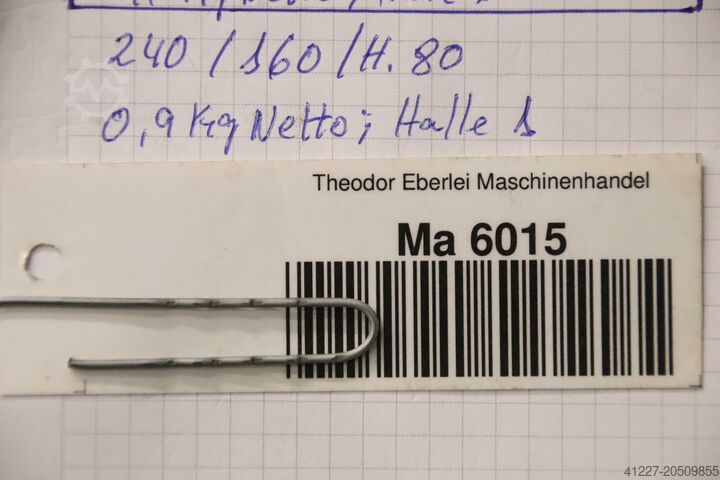 240 / 160 / H. 80
0,9 Kg Netto; Halle 1
Theodor Eberlei Maschinenhandel
Ma 6015
41227-20509855